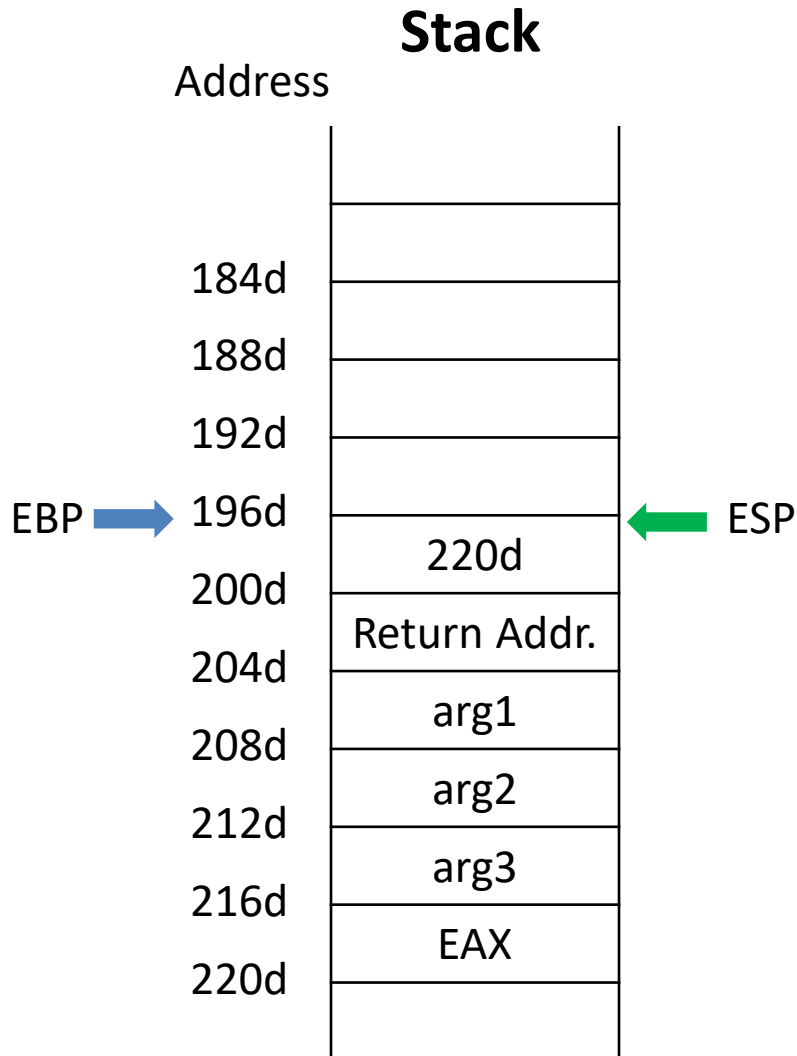 Stack
Address
184d
188d
192d
EBP 196d ESP
220d
200d
Return Addr.
204d
arg1
208d
arg2
212d
arg3
216d
EAX
220d